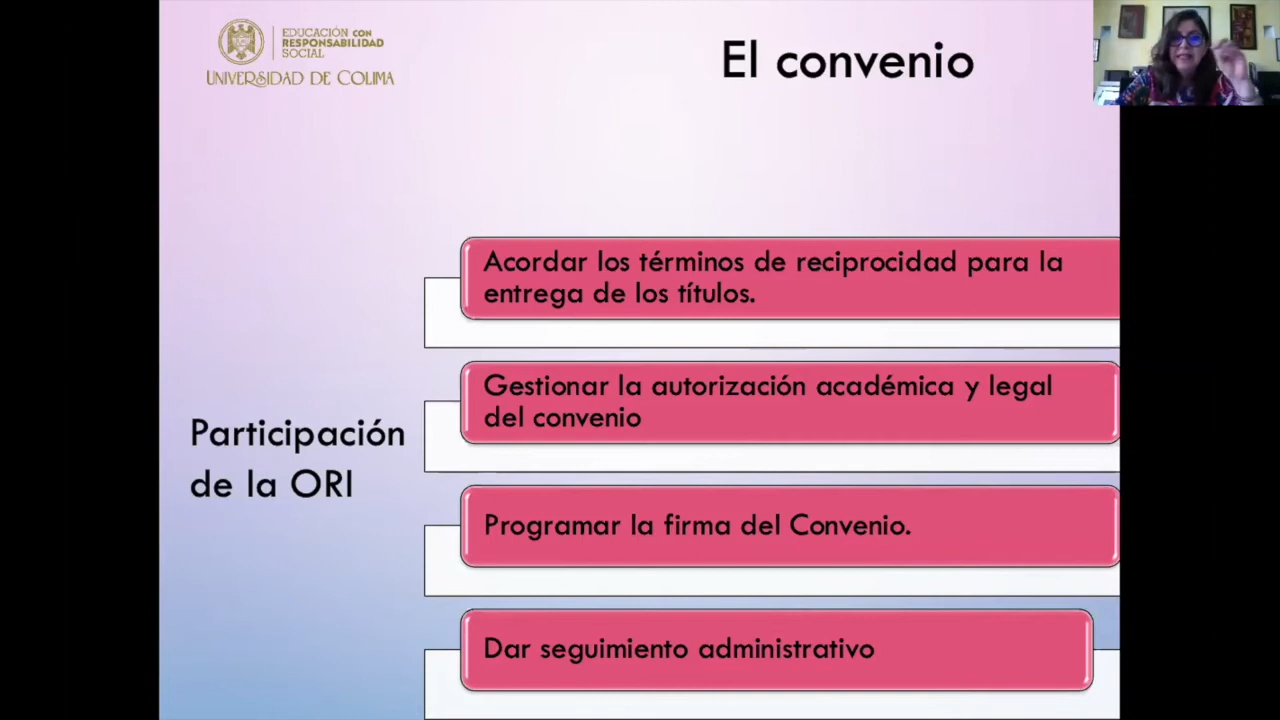 EDUCACIÓN CON
RESPONSABILIDAD
SOCIAL
UNIVERSIDAD DE COLIMA
El convenio
Participación
de la ORI
Acordar los términos de reciprocidad para la
entrega de los títulos.
Gestionar la autorización académica y legal
del convenio
Programar la firma del Convenio.
Dar seguimiento administrativo